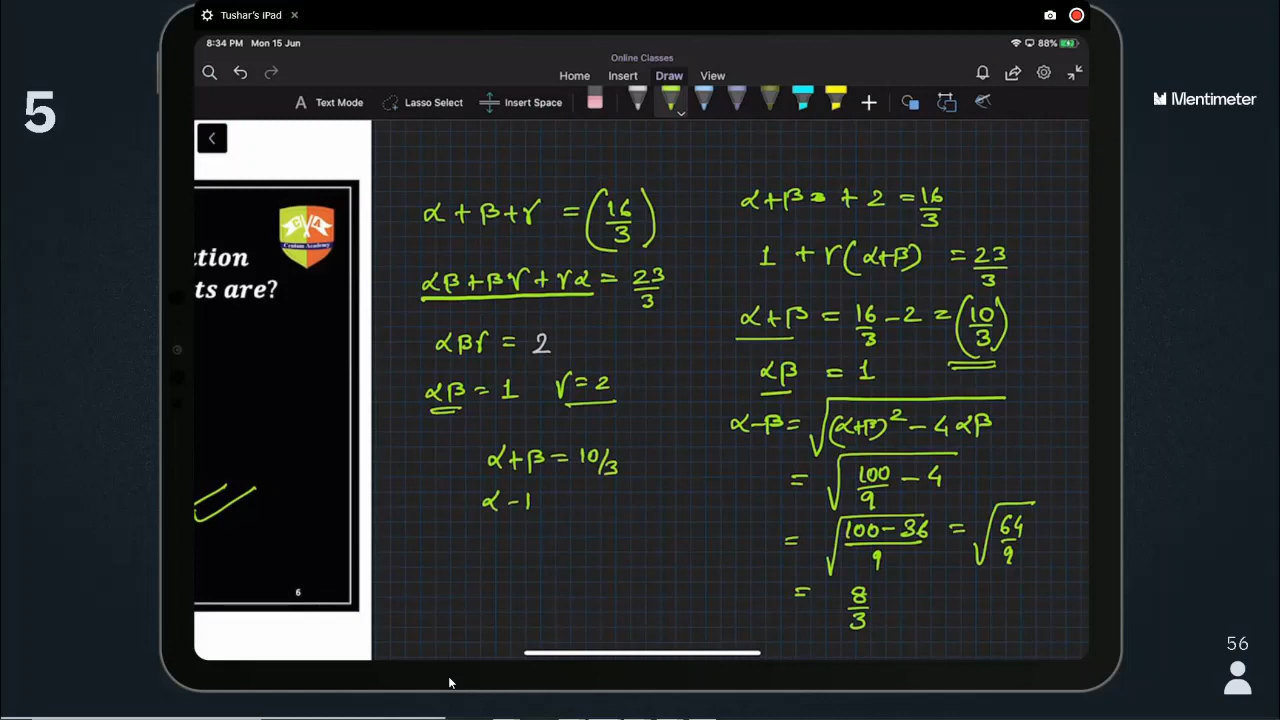 Tushar's iPad ×
8:34 PM Mon 15 Jun
88%
Online Classes
Home Insert Draw View
Text Mode Lasso Select Insert Space
5
Mentimeter
tion
ts are?
6
α + β + γ = (16/3)
αβ + βγ + γα = 23/3
αβγ = 2
αβ = 1 γ = 2
α + β = 10/3
α - 1
α + β + 2 = 16/3
1 + γ(α+β) = 23/3
α + β = 16/3 - 2 = (10/3)
αβ = 1
α - β = √((α+β)² - 4αβ)
= √(100/9 - 4)
= √((100 - 36)/9) = √(64/9)
= 8/3
56